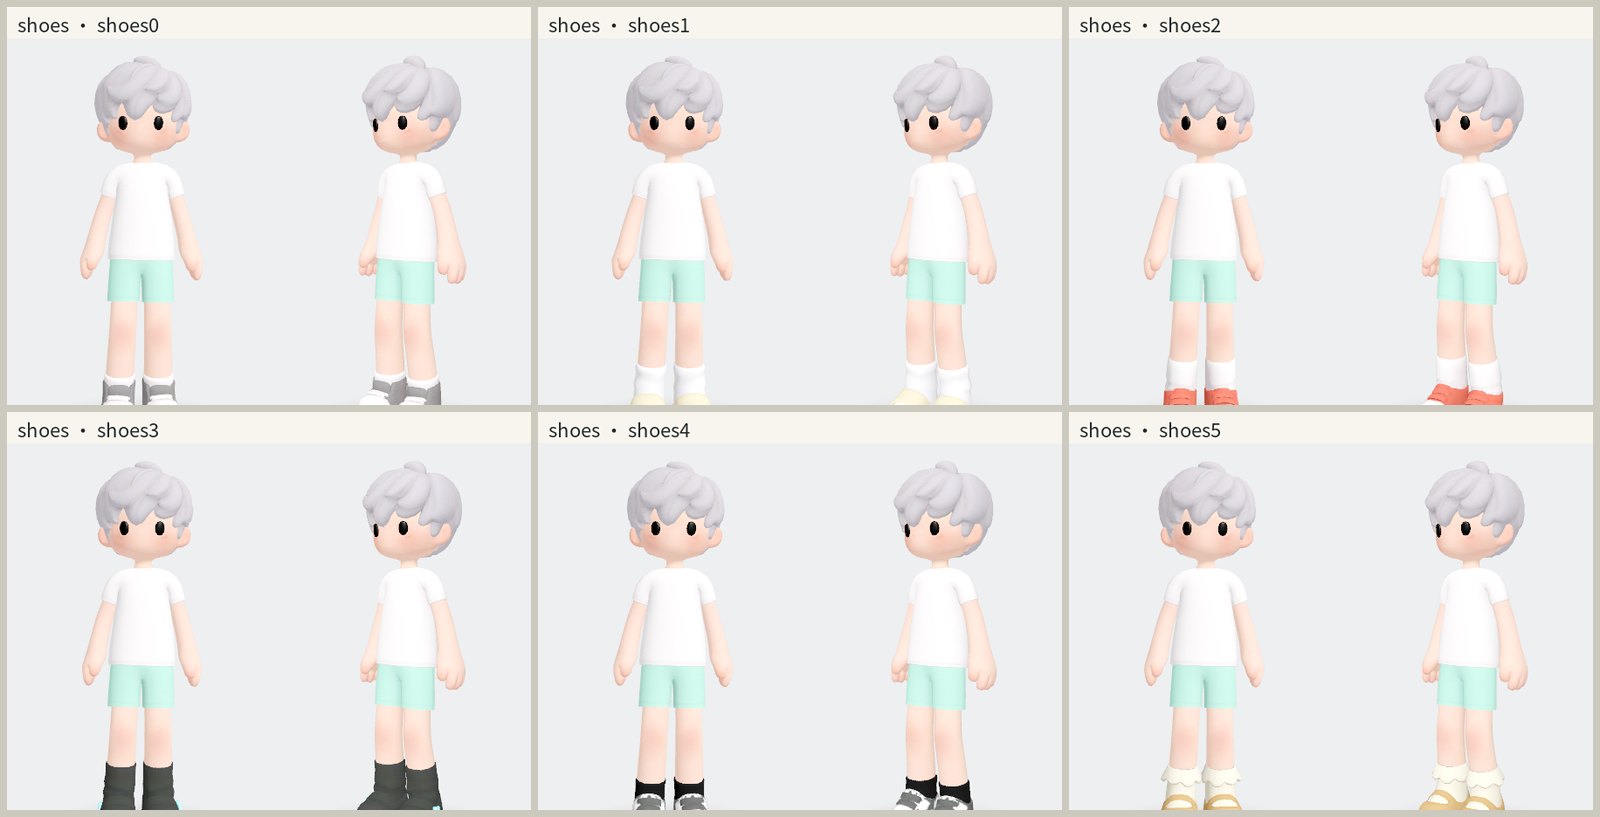 shoes • shoes0
shoes • shoes1
shoes • shoes2
shoes • shoes3
shoes • shoes4
shoes • shoes5